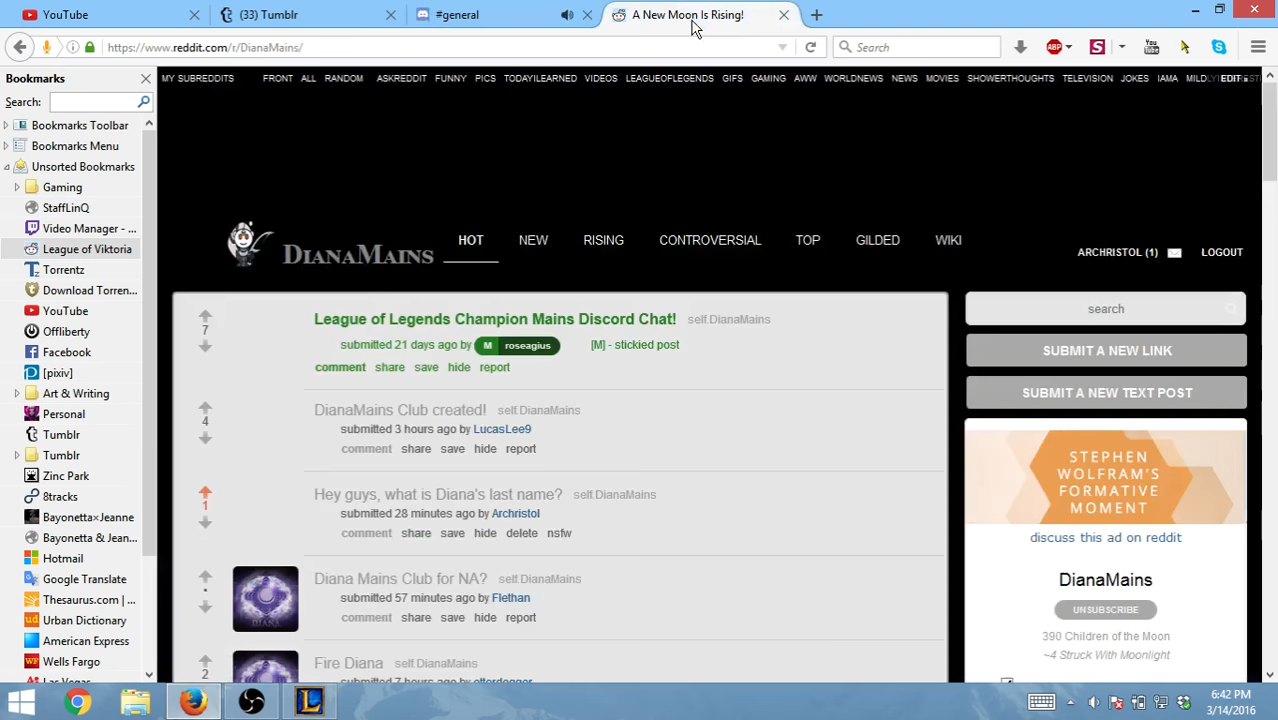 YouTube
(33) Tumblr
#general
A New Moon Is Rising!
https://www.reddit.com/r/DianaMains/
Search
ABP
S
You
Bookmarks
MY SUBREDDITS FRONT ALL RANDOM ASKREDDIT FUNNY PICS TODAYILEARNED VIDEOS LEAGUEOFLEGENDS GIFS GAMING AWW WORLDNEWS NEWS MOVIES SHOWERTHOUGHTS TELEVISION JOKES IAMA EDIT
Search:
Bookmarks Toolbar
Bookmarks Menu
Unsorted Bookmarks
Gaming
StaffLinQ
Video Manager - ...
League of Viktoria
Torrentz
Download Torren...
YouTube
Offliberty
Facebook
[pixiv]
Art & Writing
Personal
Tumblr
Tumblr
Zinc Park
8tracks
Bayonetta×Jeanne
Bayonetta & Jean...
Hotmail
Google Translate
Thesaurus.com | ...
Urban Dictionary
American Express
Wells Fargo
DIANAMAINS
HOT NEW RISING CONTROVERSIAL TOP GILDED WIKI
ARCHRISTOL (1) LOGOUT
7
League of Legends Champion Mains Discord Chat! self.DianaMains
submitted 21 days ago by M roseagius [M] - stickied post
comment share save hide report
4
DianaMains Club created! self.DianaMains
submitted 3 hours ago by LucasLee9
comment share save hide report
1
Hey guys, what is Diana's last name? self.DianaMains
submitted 28 minutes ago by Archristol
comment share save hide delete nsfw
•
DIANA
Diana Mains Club for NA? self.DianaMains
submitted 57 minutes ago by Flethan
comment share save hide report
2
Fire Diana self.DianaMains
search
SUBMIT A NEW LINK
SUBMIT A NEW TEXT POST
STEPHEN
WOLFRAM'S
FORMATIVE
MOMENT
discuss this ad on reddit
DianaMains
UNSUBSCRIBE
390 Children of the Moon
~4 Struck With Moonlight
6:42 PM
3/14/2016